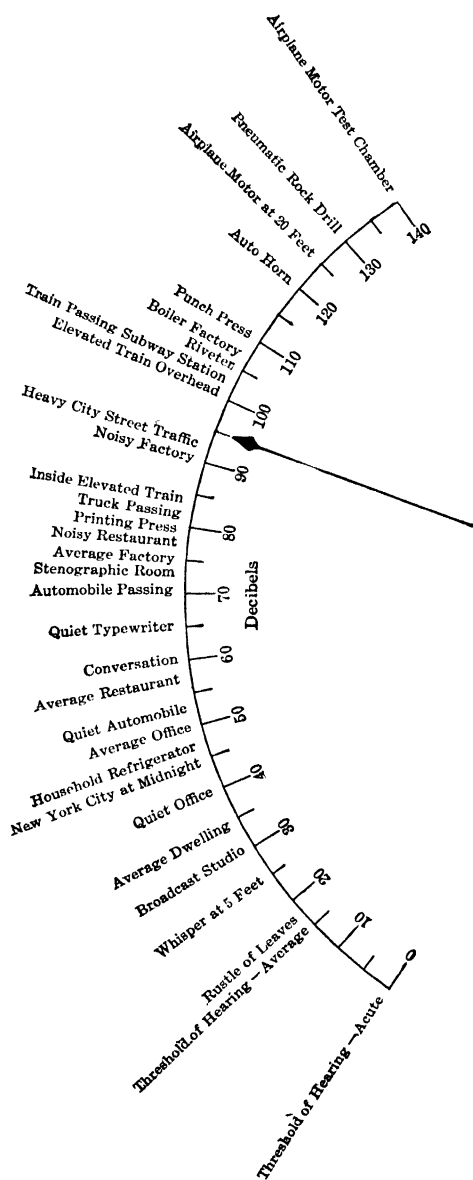 Airplane Motor Test Chamber
140
Pneumatic Rock Drill
130
Airplane Motor at 20 Feet
Auto Horn
120
Punch Press
110
Boiler Factory
Riveter
Train Passing Subway Station
Elevated Train Overhead
100
Heavy City Street Traffic
Noisy Factory
90
Inside Elevated Train
Truck Passing
Printing Press
80
Noisy Restaurant
Average Factory
Stenographic Room
Automobile Passing
70
Decibels
Quiet Typewriter
Conversation
60
Average Restaurant
Quiet Automobile
50
Average Office
Household Refrigerator
New York City at Midnight
40
Quiet Office
Average Dwelling
30
Broadcast Studio
Whisper at 5 Feet
20
Rustle of Leaves
Threshold of Hearing – Average
10
0
Threshold of Hearing – Acute